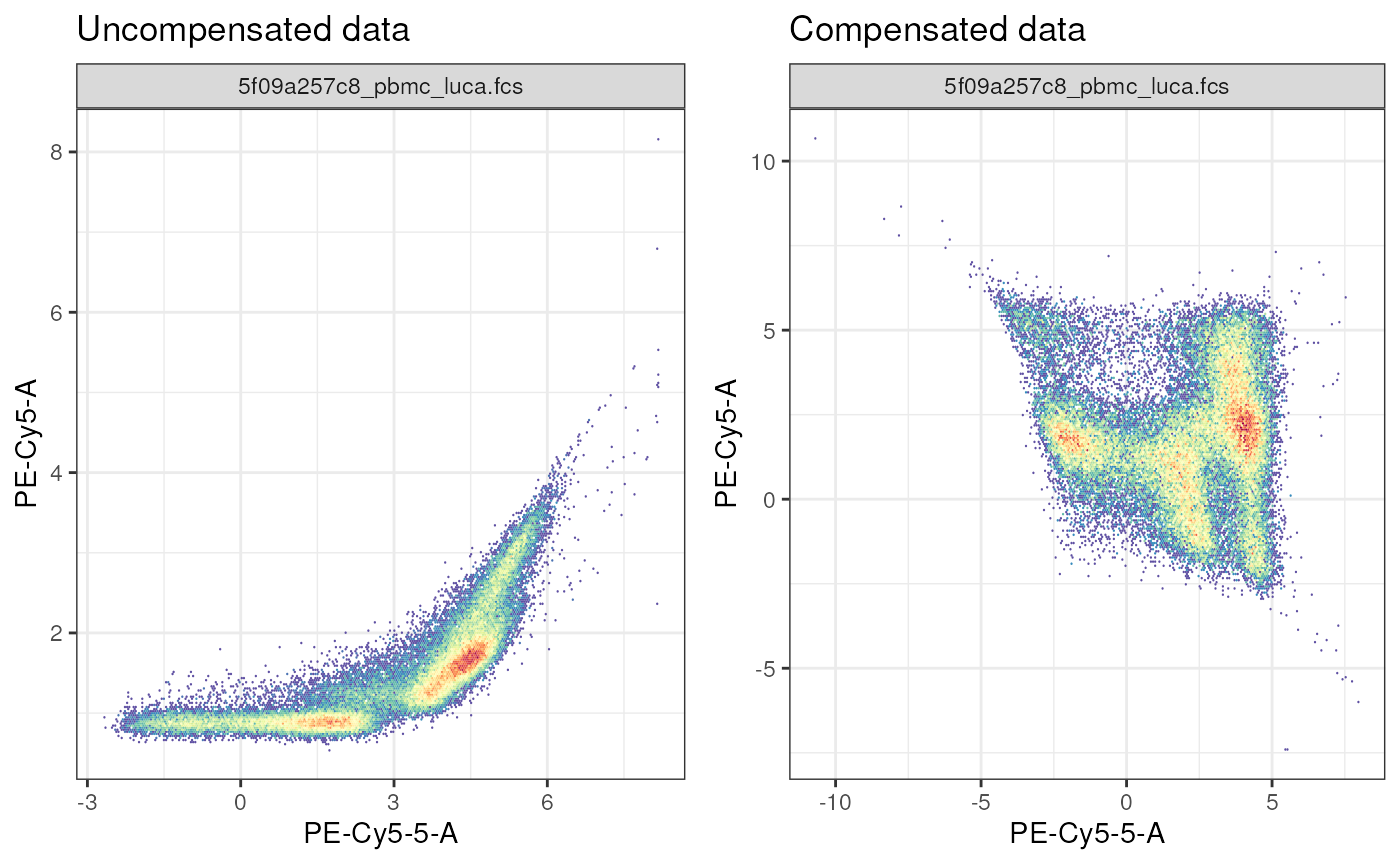 Uncompensated data
5f09a257c8_pbmc_luca.fcs
8
6
4
2
PE-Cy5-A
-3 0 3 6
PE-Cy5-5-A
Compensated data
5f09a257c8_pbmc_luca.fcs
10
5
0
-5
PE-Cy5-A
-10 -5 0 5
PE-Cy5-5-A